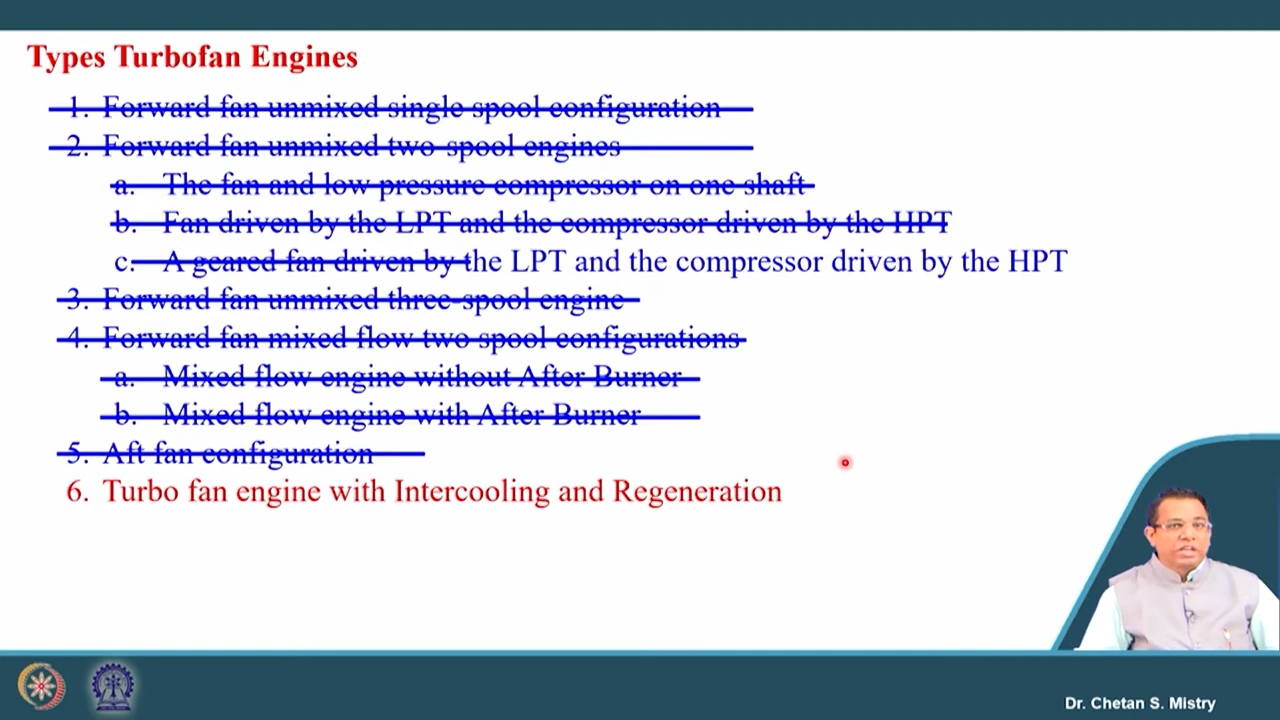 Types Turbofan Engines
1. Forward fan unmixed single spool configuration
2. Forward fan unmixed two-spool engines
a. The fan and low pressure compressor on one shaft
b. Fan driven by the LPT and the compressor driven by the HPT
c. A geared fan driven by the LPT and the compressor driven by the HPT
3. Forward fan unmixed three-spool engine
4. Forward fan mixed flow two spool configurations
a. Mixed flow engine without After Burner
b. Mixed flow engine with After Burner
5. Aft fan configuration
6. Turbo fan engine with Intercooling and Regeneration
Dr. Chetan S. Mistry